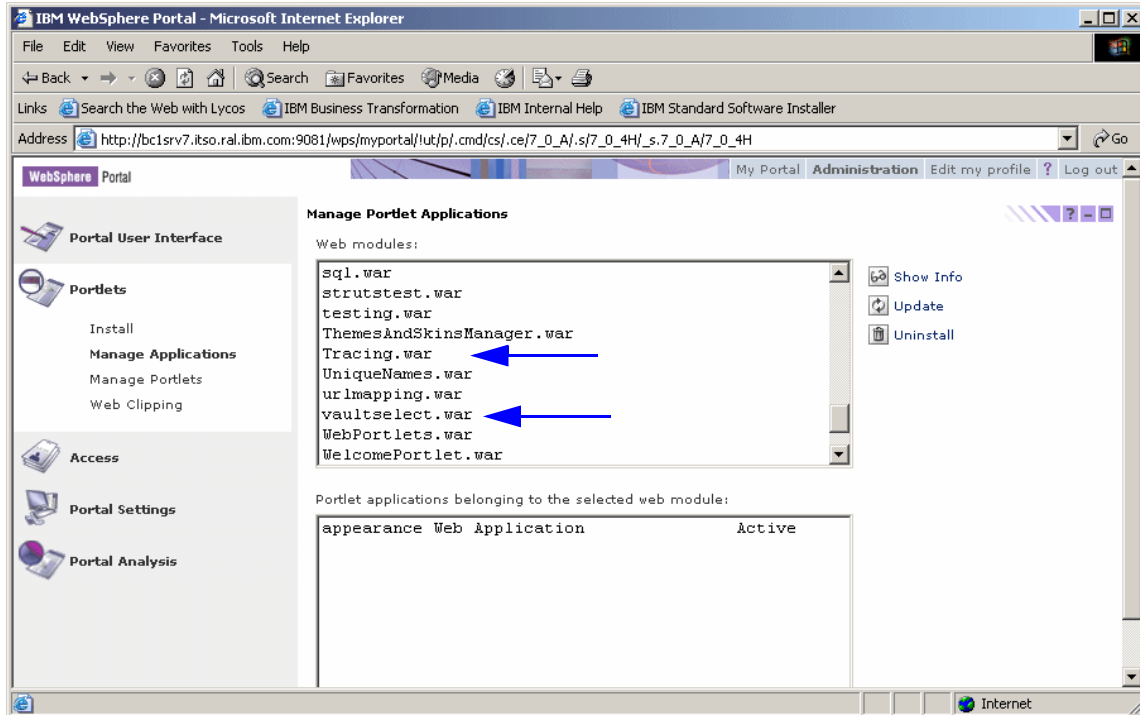 IBM WebSphere Portal - Microsoft Internet Explorer
File Edit View Favorites Tools Help
Back Search Favorites Media
Links Search the Web with Lycos IBM Business Transformation IBM Internal Help IBM Standard Software Installer
Address http://bc1srv7.itso.ral.ibm.com:9081/wps/myportal/!ut/p/.cmd/cs/.ce/7_0_A/.s/7_0_4H/_s.7_0_A/7_0_4H Go
WebSphere Portal
My Portal Administration Edit my profile ? Log out
Portal User Interface
Portlets
Install
Manage Applications
Manage Portlets
Web Clipping
Access
Portal Settings
Portal Analysis
Manage Portlet Applications
?
Web modules:
sql.war
strutstest.war
testing.war
ThemesAndSkinsManager.war
Tracing.war
UniqueNames.war
urlmapping.war
vaultselect.war
WebPortlets.war
WelcomePortlet.war
Show Info
Update
Uninstall
Portlet applications belonging to the selected web module:
appearance Web Application Active
Internet